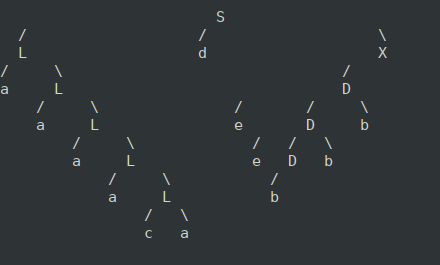 S
/ / \
L d X
/ \ /
a L D
/ \ / / \
a L e D b
/ \ / / \
a L e D b
/ \ /
a L b
/ \
c a